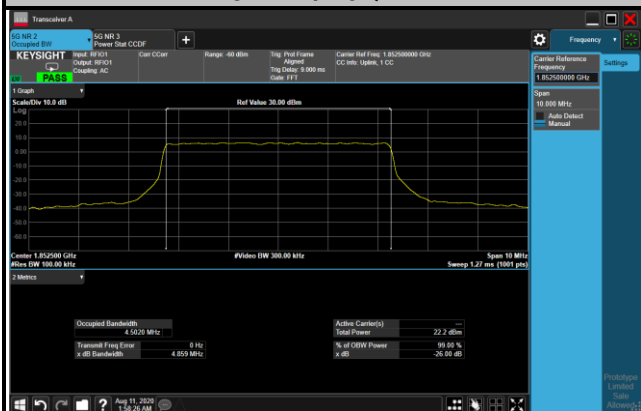 Transceiver A
5G NR 2
Occupied BW
5G NR 3
Power Stat CCDF
Frequency
KEYSIGHT
PASS
Input: RFIO1
Output: RFIO1
Coupling: AC
Corr CCorr
Range: -60 dBm
Trig: Prot Frame
Aligned
Trig Delay: 9.000 ms
Gate: FFT
Carrier Ref Freq: 1.852500000 GHz
CC Info: Uplink, 1 CC
Carrier Reference
Frequency
1.852500000 GHz
Settings
Span
10.000 MHz
Auto Detect
Manual
1 Graph
Scale/Div 10.0 dB
Ref Value 30.00 dBm
Log
20.0
10.0
0.00
-10.0
-20.0
-30.0
-40.0
-50.0
-60.0
Center 1.852500 GHz
#Video BW 300.00 kHz
Span 10 MHz
#Res BW 100.00 kHz
Sweep 1.27 ms (1001 pts)
2 Metrics
Occupied Bandwidth
4.5020 MHz
Active Carrier(s)
---
Total Power
22.2 dBm
Transmit Freq Error
0 Hz
% of OBW Power
99.00 %
x dB Bandwidth
4.859 MHz
x dB
-26.00 dB
Aug 11, 2020
1:58:26 AM
Prototype
Limited
Sale
Allowed